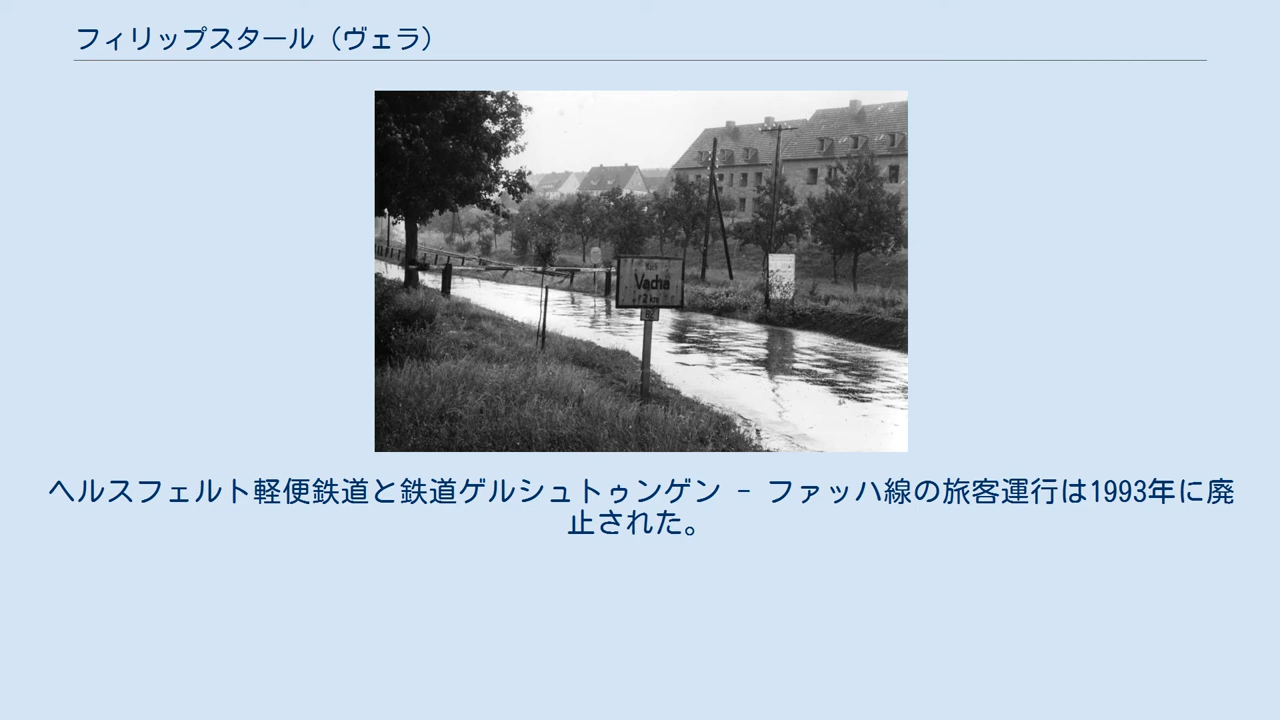 フィリップスタール（ヴェラ）
Nach
Vacha
2 km
ヘルスフェルト軽便鉄道と鉄道ゲルシュトゥンゲン - ファッハ線の旅客運行は1993年に廃
止された。